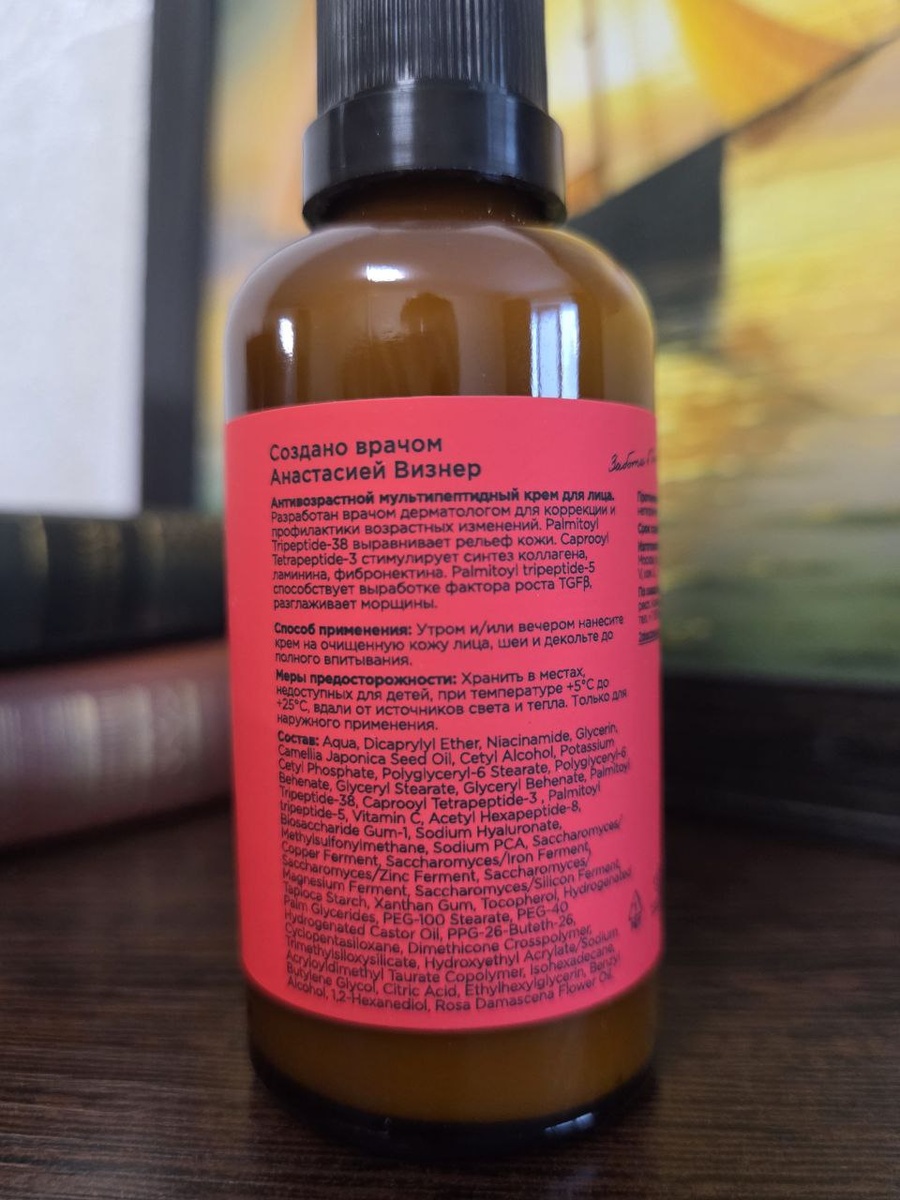 Создано врачом
Анастасией Визнер
Антивозрастной мультипептидный крем для лица.
Разработан врачом дерматологом для коррекции и
профилактики возрастных изменений. Palmitoyl
Tripeptide-38 выравнивает рельеф кожи. Caprooyl
Tetrapeptide-3 стимулирует синтез коллагена,
ламинина, фибронектина. Palmitoyl tripeptide-5
способствует выработке фактора роста TGFβ,
разглаживает морщины.
Способ применения: Утром и/или вечером нанесите
крем на очищенную кожу лица, шеи и декольте до
полного впитывания.
Меры предосторожности: Хранить в местах,
недоступных для детей, при температуре +5°C до
+25°C, вдали от источников света и тепла. Только для
наружного применения.
Состав: Aqua, Dicaprylyl Ether, Niacinamide, Glycerin,
Camellia Japonica Seed Oil, Cetyl Alcohol, Potassium
Cetyl Phosphate, Polyglyceryl-6 Stearate, Polyglyceryl-6
Behenate, Glyceryl Stearate, Glyceryl Behenate, Palmitoyl
Tripeptide-38, Caprooyl Tetrapeptide-3 , Palmitoyl
tripeptide-5, Vitamin C, Acetyl Hexapeptide-8,
Biosaccharide Gum-1, Sodium Hyaluronate,
Methylsulfonylmethane, Sodium PCA, Saccharomyces/
Copper Ferment, Saccharomyces/Iron Ferment,
Saccharomyces/Zinc Ferment, Saccharomyces/
Magnesium Ferment, Saccharomyces/Silicon Ferment,
Tapioca Starch, Xanthan Gum, Tocopherol, Hydrogenated
Palm Glycerides, PEG-100 Stearate, PEG-40
Hydrogenated Castor Oil, PPG-26-Buteth-26,
Cyclopentasiloxane, Dimethicone Crosspolymer,
Trimethylsiloxysilicate, Hydroxyethyl Acrylate/Sodium
Acryloyldimethyl Taurate Copolymer, Isohexadecane,
Butylene Glycol, Citric Acid, Ethylhexylglycerin, Benzyl
Alcohol, 1,2-Hexanediol, Rosa Damascena Flower Oil,